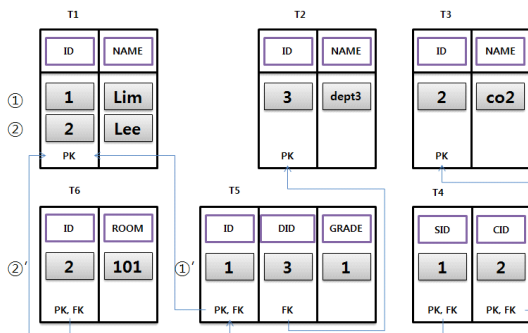 T1
T2
T3
ID NAME
ID NAME
ID NAME
① 1 Lim
3 dept3
2 co2
② 2 Lee
PK
PK
PK
T6
T5
T4
ID ROOM
ID DID GRADE
SID CID
②′ 2 101
①′ 1 3 1
1 2
PK, FK
PK, FK FK
PK, FK PK, FK